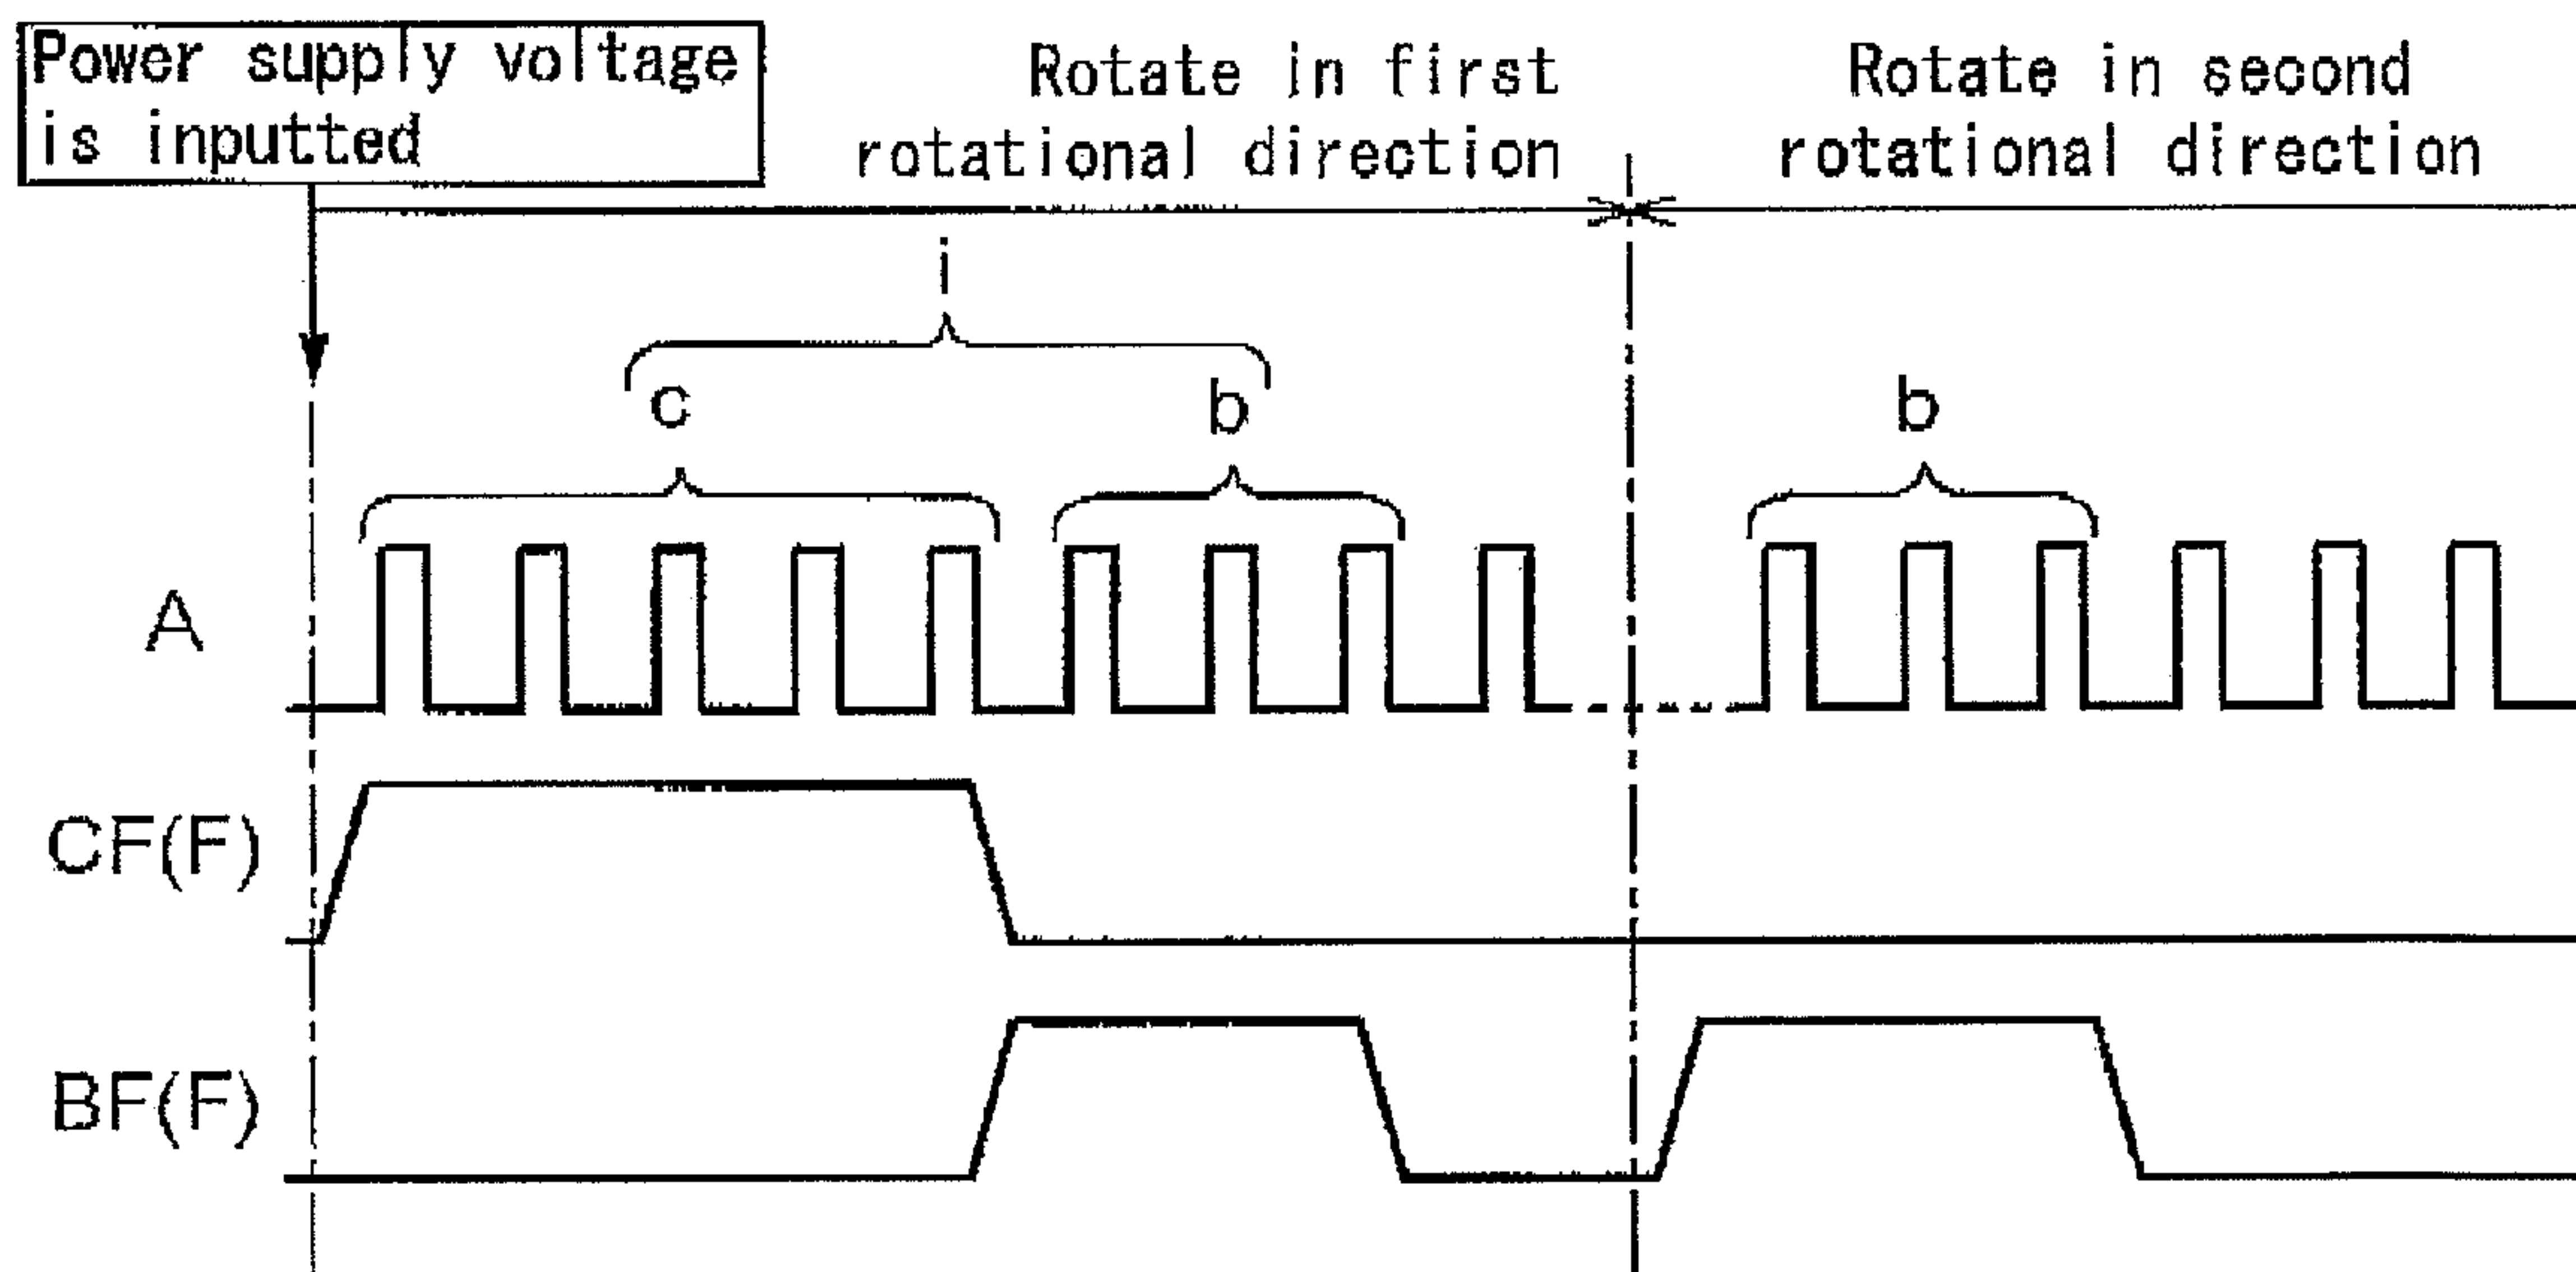 Power supply voltage
is inputted
Rotate in first
rotational direction
Rotate in second
rotational direction
i
c
b
b
A
CF(F)
BF(F)